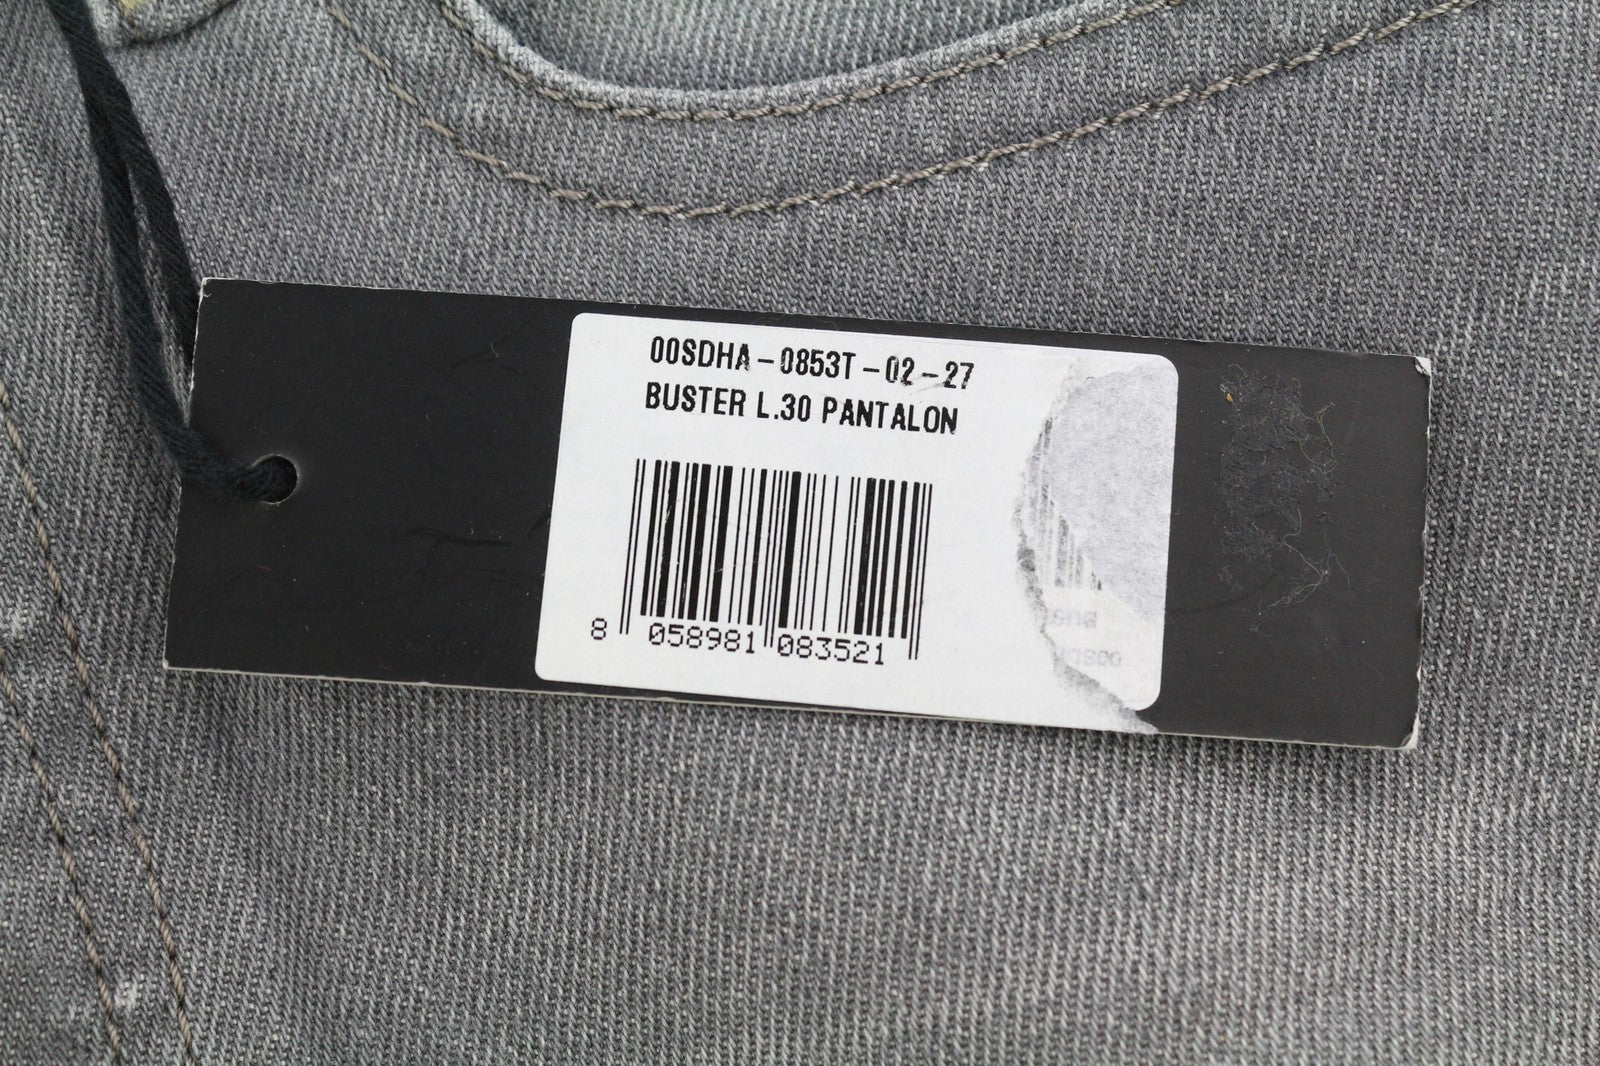 00SDHA-0853T-02-27
BUSTER L.30 PANTALON
8 058981 083521